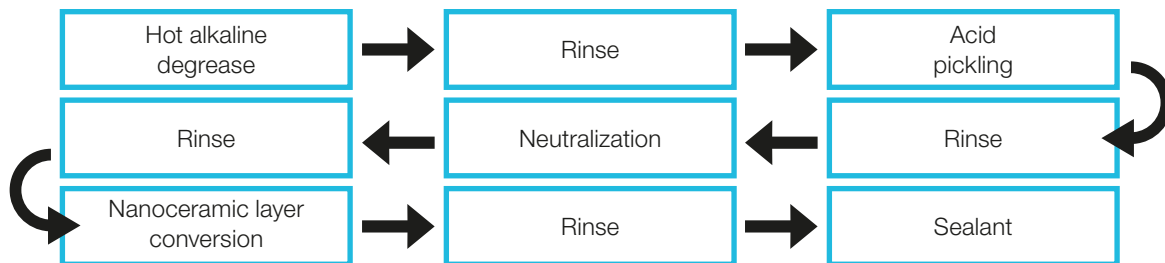 Hot alkaline
degrease
Rinse
Acid
pickling
Rinse
Neutralization
Rinse
Nanoceramic layer
conversion
Rinse
Sealant